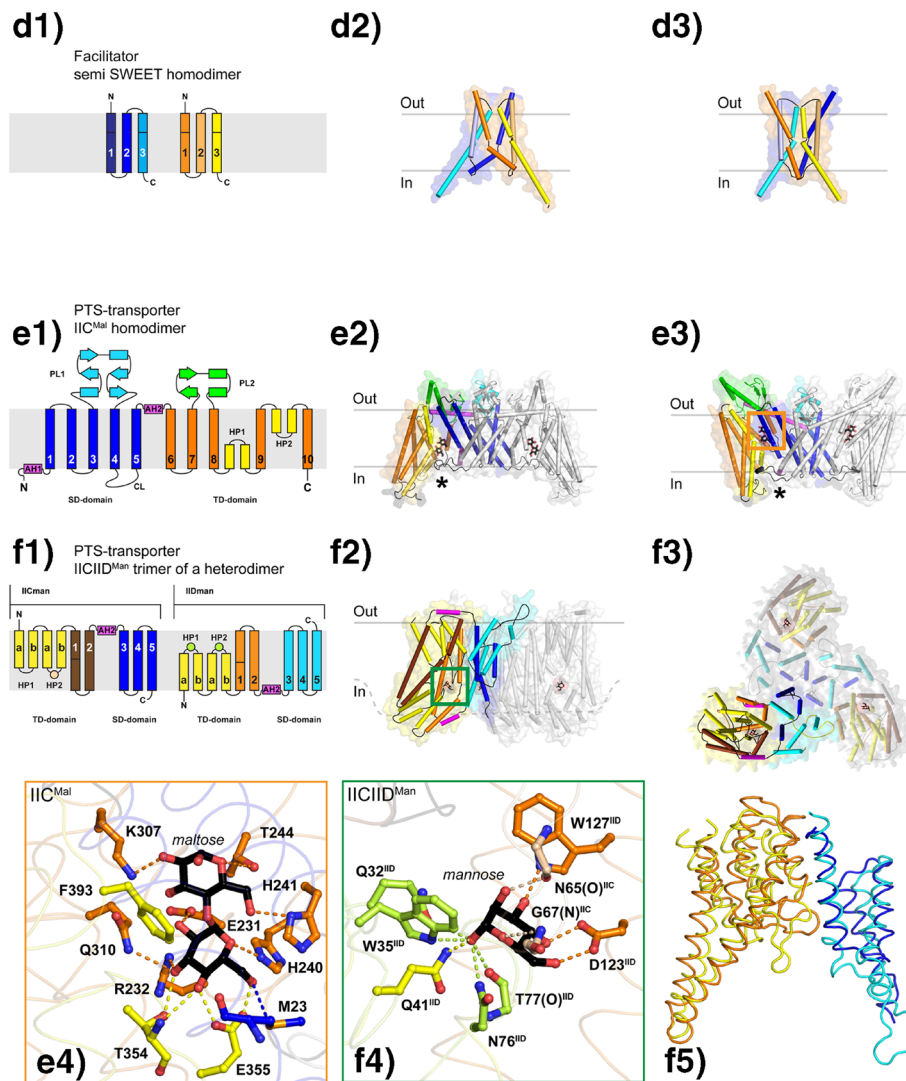 d1)
Facilitator
semi SWEET homodimer
N
N
1 2 3 1 2 3
C
C
d2)
Out
In
d3)
Out
In
e1)
PTS-transporter
IIC^Mal homodimer
PL1
PL2
AH2
HP1
HP2
1 2 3 4 5 6 7 8 9 10
AH1
N
CL
C
SD-domain
TD-domain
e2)
Out
In
*
e3)
Out
In
*
f1)
PTS-transporter
IICIID^Man trimer of a heterodimer
IICman
IIDman
N
AH2
HP1
HP2
C
a b a b 1 2 3 4 5
a b a b 1 2 3 4 5
HP1
HP2
C
N
AH2
TD-domain
SD-domain
TD-domain
SD-domain
f2)
Out
In
f3)
IIC^Mal
K307
maltose
T244
F393
H241
E231
Q310
H240
R232
M23
T354
E355
e4)
IICIID^Man
W127^IID
Q32^IID
mannose
N65(O)^IIC
G67(N)^IIC
W35^IID
D123^IID
Q41^IID
T77(O)^IID
N76^IID
f4)
f5)